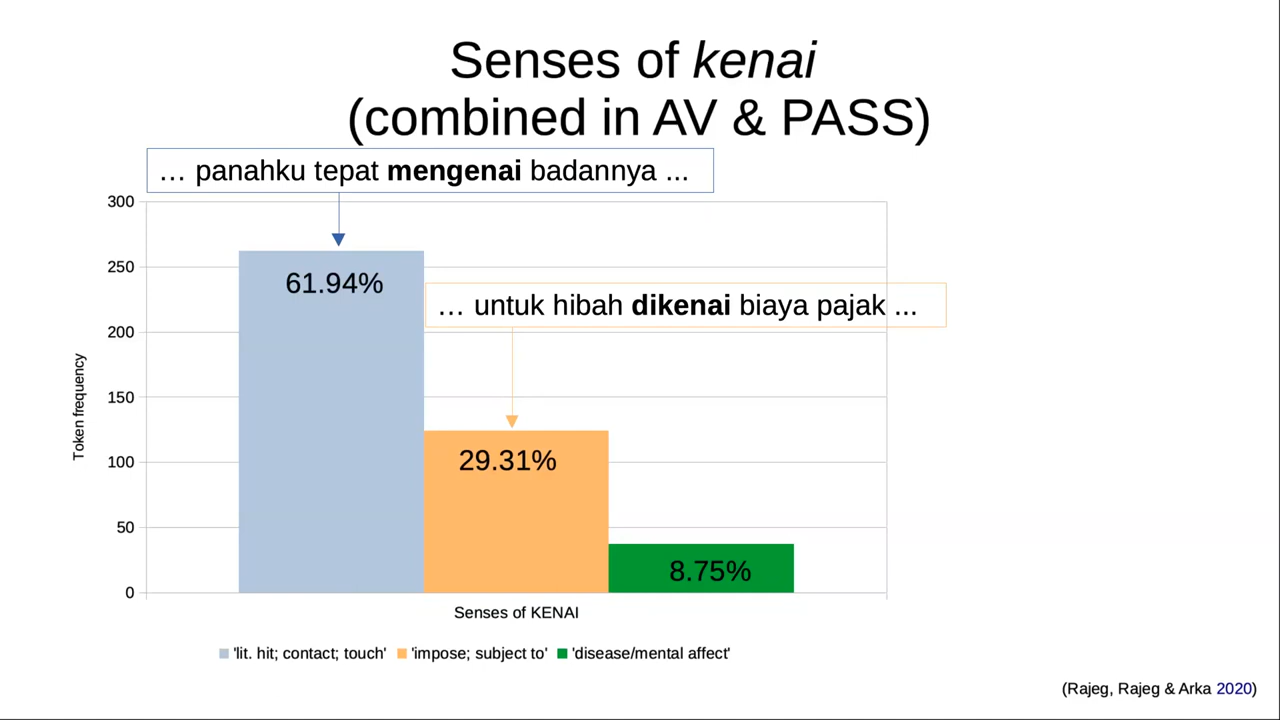 Senses of kenai
(combined in AV & PASS)
… panahku tepat mengenai badannya ...
300
250
61.94%
… untuk hibah dikenai biaya pajak ...
200
150
Token frequency
100
29.31%
50
8.75%
0
Senses of KENAI
'lit. hit; contact; touch' 'impose; subject to' 'disease/mental affect'
(Rajeg, Rajeg & Arka 2020)